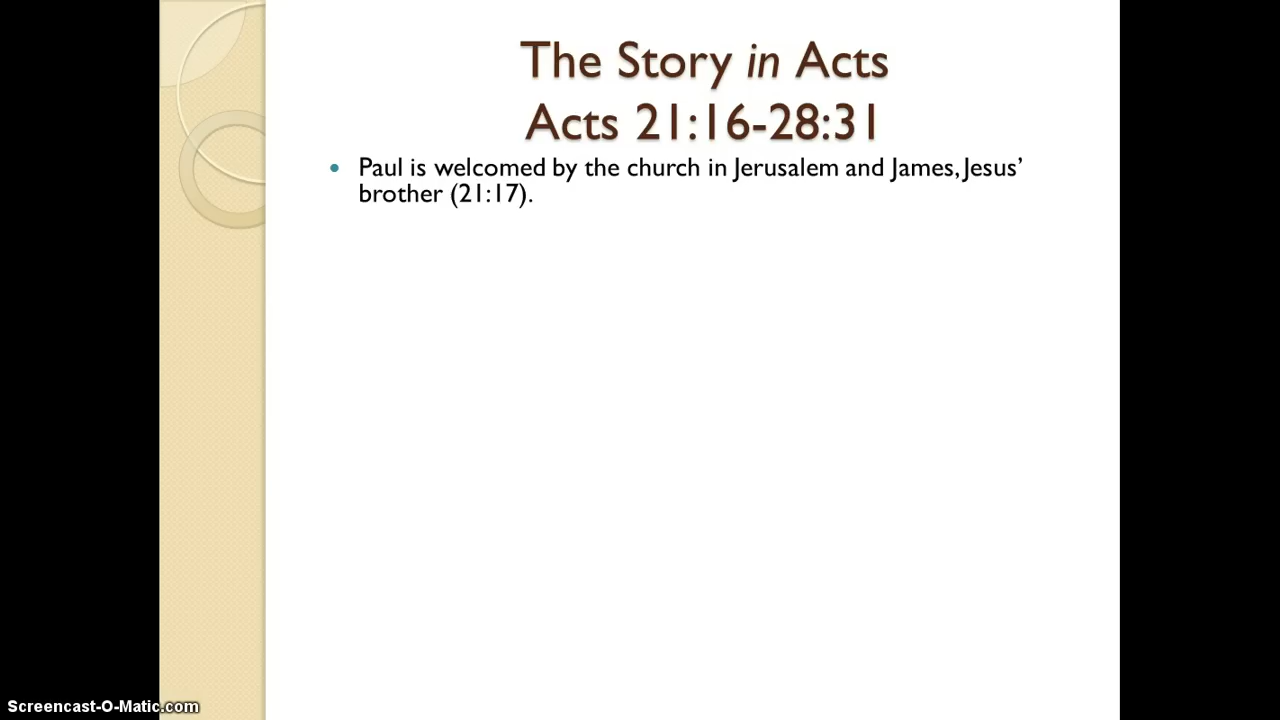 The Story in Acts
Acts 21:16-28:31
• Paul is welcomed by the church in Jerusalem and James, Jesus’
brother (21:17).
Screencast-O-Matic.com